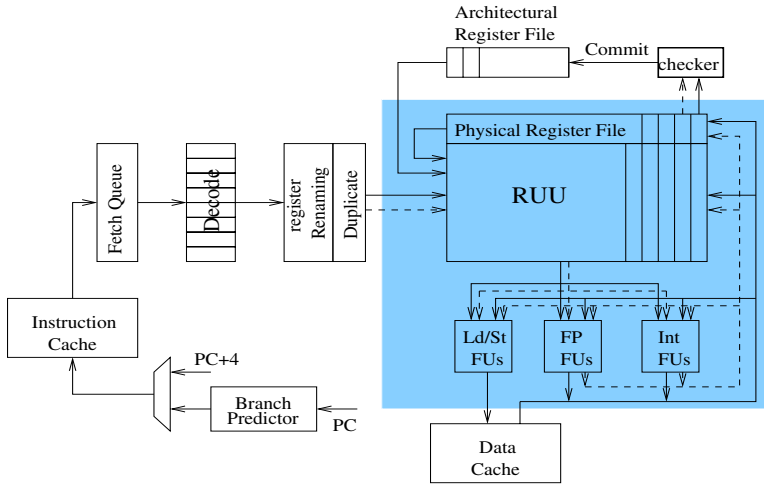 Architectural
Register File
Commit
checker
Physical Register File
RUU
Fetch Queue
Decode
register
Renaming
Duplicate
Instruction
Cache
PC+4
Branch
Predictor
PC
Ld/St
FUs
FP
FUs
Int
FUs
Data
Cache